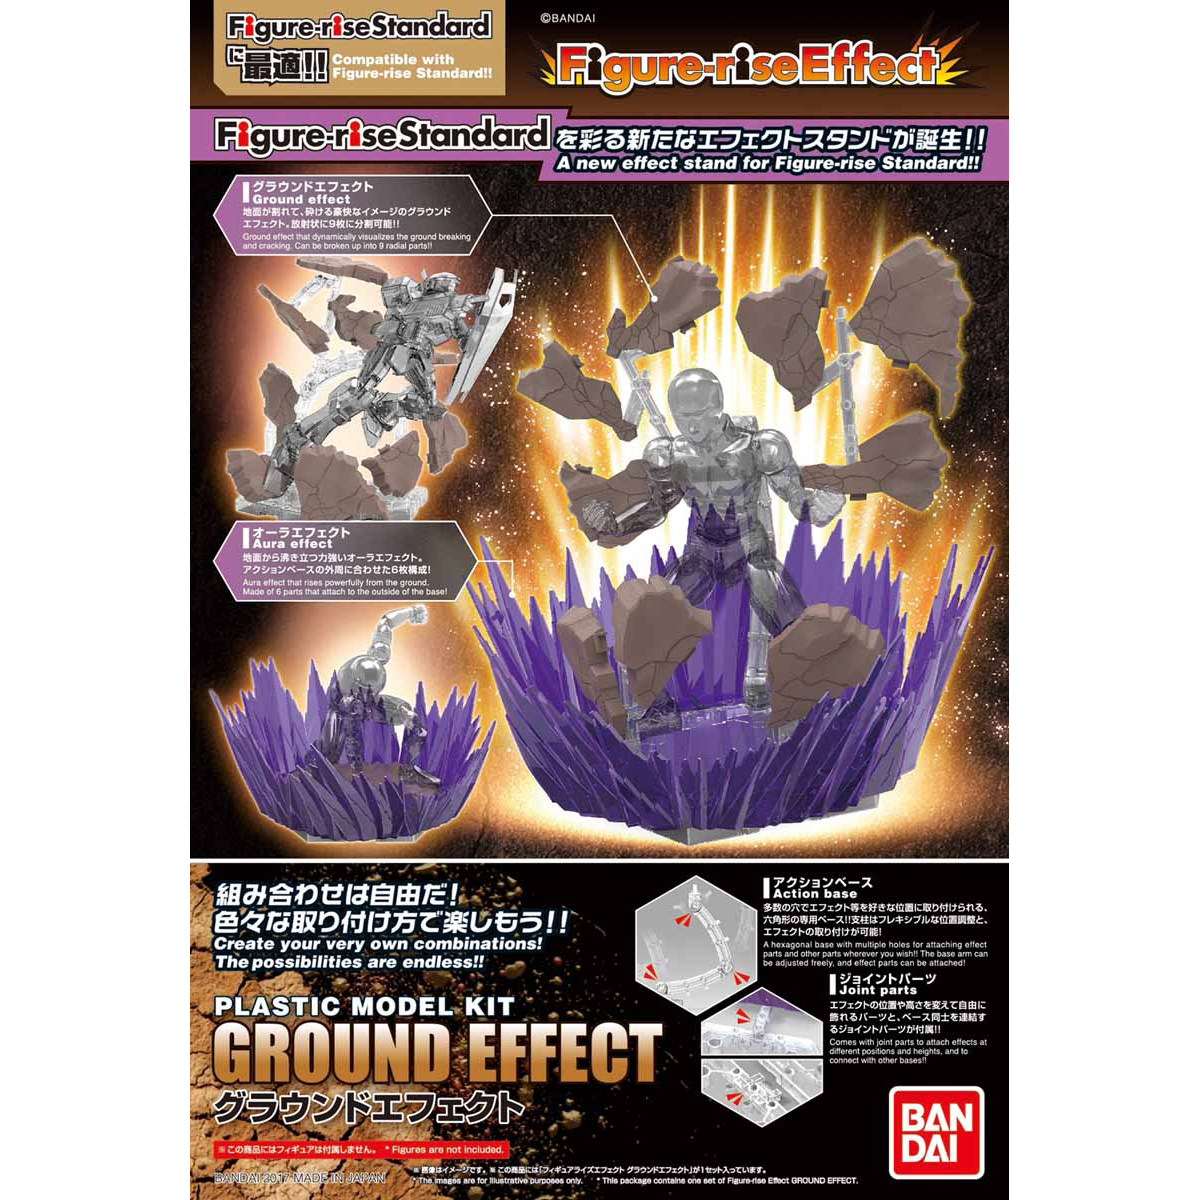 Figure-riseStandard
に最適!! Compatible with
Figure-rise Standard!!
©BANDAI
Figure-riseEffect
Figure-riseStandardを彩る新たなエフェクトスタンドが誕生!!
A new effect stand for Figure-rise Standard!!
グラウンドエフェクト
Ground effect
地面が割れて、砕ける豪快なイメージのグラウンド
エフェクト。放射状に9枚に分割可能!!
Ground effect that dynamically visualizes the ground breaking
and cracking. Can be broken up into 9 radial parts!!
オーラエフェクト
Aura effect
地面から沸き立つ力強いオーラエフェクト。
アクションベースの外周に合わせた6枚構成!
Aura effect that rises powerfully from the ground.
Made of 6 parts that attach to the outside of the base!
組み合わせは自由だ!
色々な取り付け方で楽しもう!!
Create your very own combinations!
The possibilities are endless!!
アクションベース
Action base
多数の穴でエフェクト等を好きな位置に取り付けられる、
六角形の専用ベース!!支柱はフレキシブルな位置調整と、
エフェクトの取り付けが可能!
A hexagonal base with multiple holes for attaching effect
parts and other parts wherever you wish!! The base arm can
be adjusted freely, and effect parts can be attached!
ジョイントパーツ
Joint parts
エフェクトの位置や高さを変えて自由に
飾れるパーツと、ベース同士を連結す
るジョイントパーツが付属!!
Comes with joint parts to attach effects at
different positions and heights, and to
connect with other bases!!
PLASTIC MODEL KIT
GROUND EFFECT
グラウンドエフェクト
※この商品にはフィギュアは付属しません。 * Figures are not included.
BANDAI 2017 MADE IN JAPAN
※画像はイメージです。 ※この商品には「フィギュアライズエフェクト グラウンドエフェクト」が1セット入っています。
*The images are for illustrative purposes only. *This package contains one set of Figure-rise Effect GROUND EFFECT.
BAN
DAI